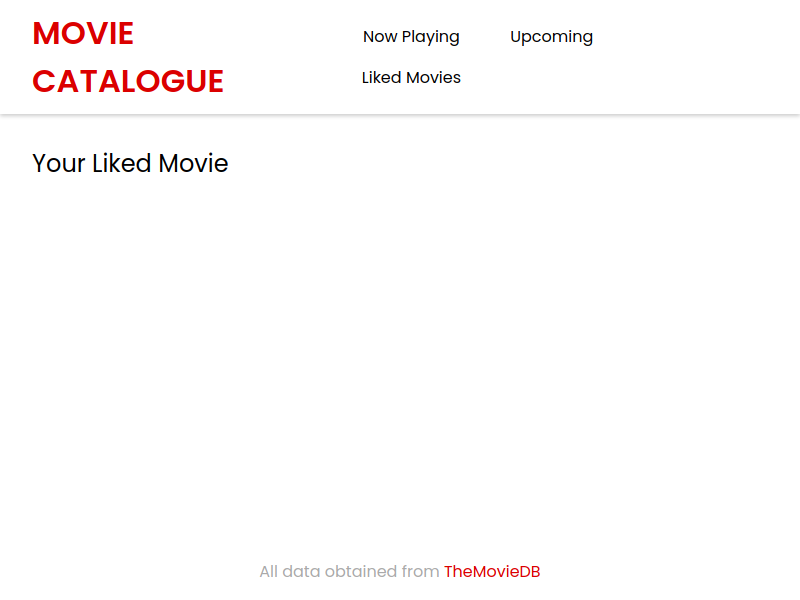 MOVIE
CATALOGUE
Now Playing Upcoming
Liked Movies
Your Liked Movie
All data obtained from TheMovieDB